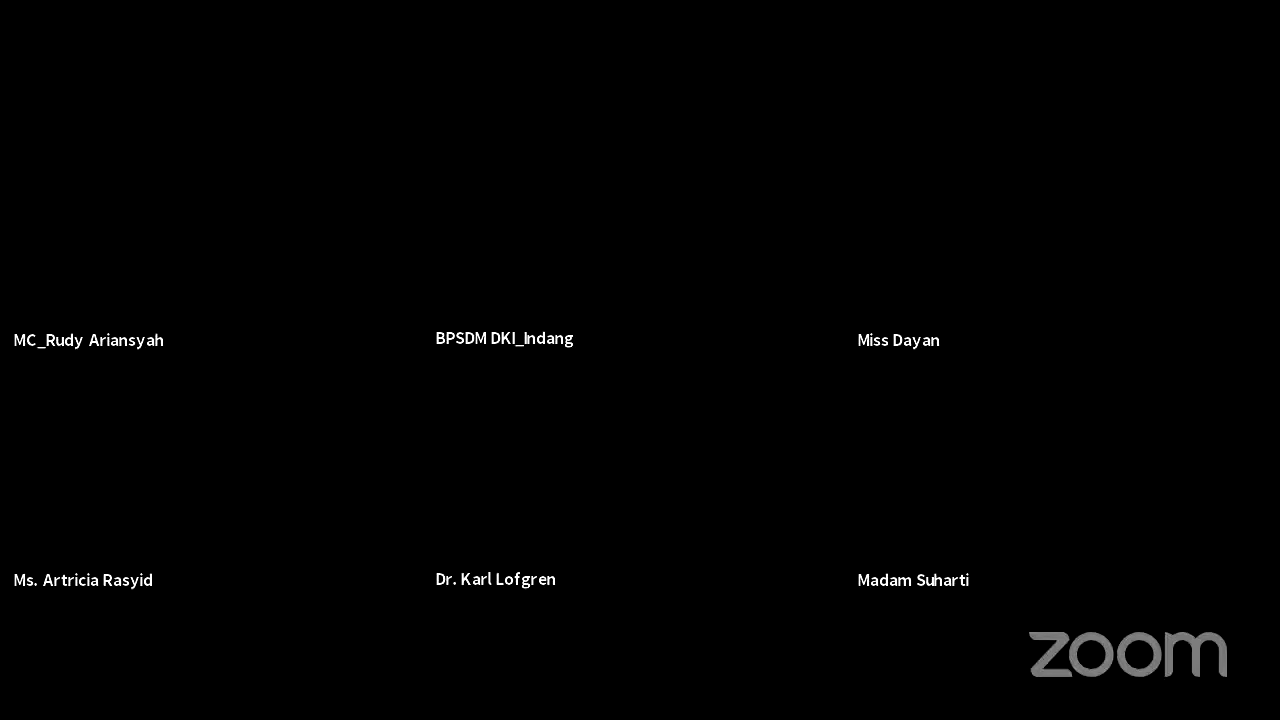 MC_Rudy Ariansyah
BPSDM DKI_Indang
Miss Dayan
Ms. Artricia Rasyid
Dr. Karl Lofgren
Madam Suharti
zoom